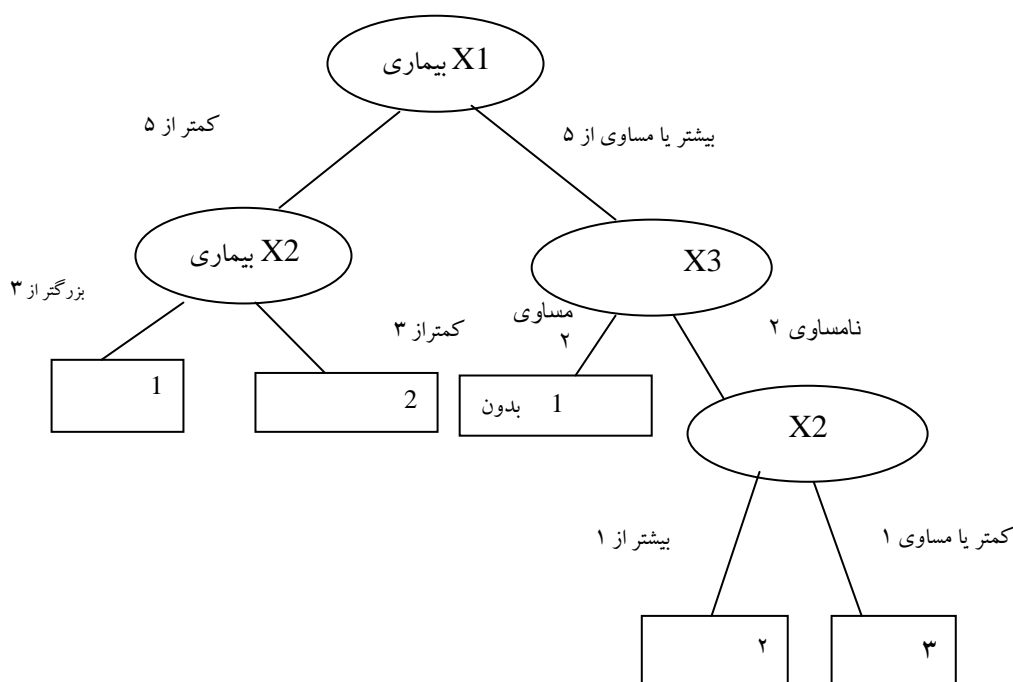 X1 بیماری
کمتر از ۵
بیشتر یا مساوی از ۵
X2 بیماری
X3
بزرگتر از ۳
کمتراز ۳
مساوی
۲
نامساوی ۲
1
2
1 بدون
X2
بیشتر از ۱
کمتر یا مساوی ۱
۲
۳